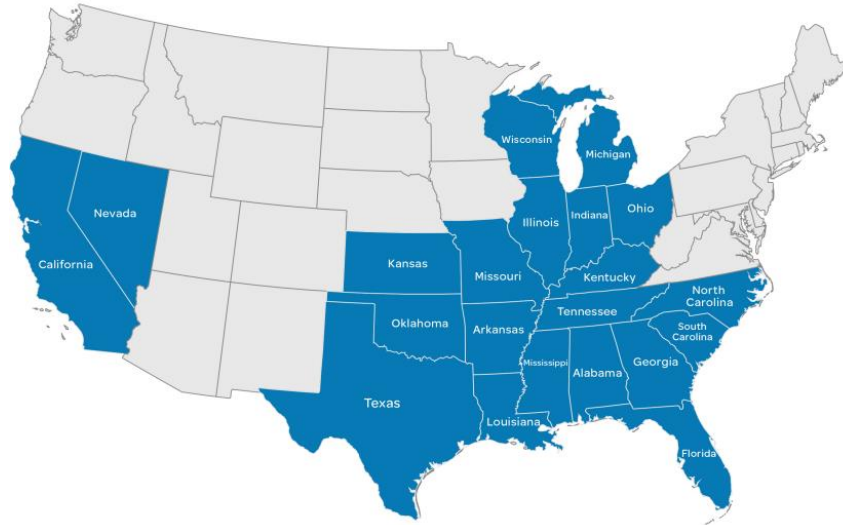 Wisconsin
Michigan
Nevada
Illinois
Indiana
Ohio
California
Kansas
Missouri
Kentucky
North
Carolina
Oklahoma
Arkansas
Tennessee
South
Carolina
Mississippi
Alabama
Georgia
Texas
Louisiana
Florida